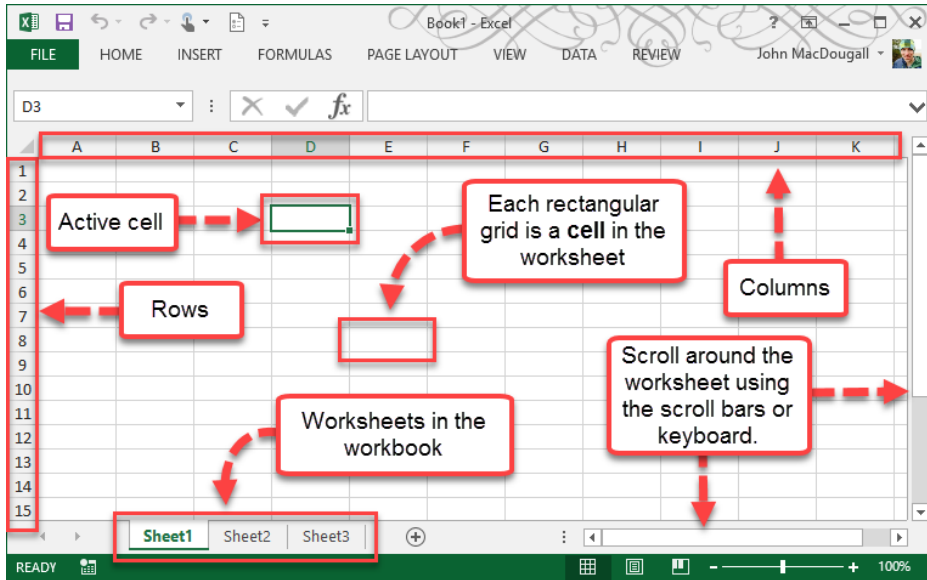 Book1 - Excel
?
FILE HOME INSERT FORMULAS PAGE LAYOUT VIEW DATA REVIEW John MacDougall
D3 fx
A B C D E F G H I J K
1
2
3
4
5
6
7
8
9
10
11
12
13
14
15
Active cell
Each rectangular
grid is a cell in the
worksheet
Columns
Rows
Scroll around the
worksheet using
the scroll bars or
keyboard.
Worksheets in the
workbook
Sheet1 Sheet2 Sheet3
READY 100%